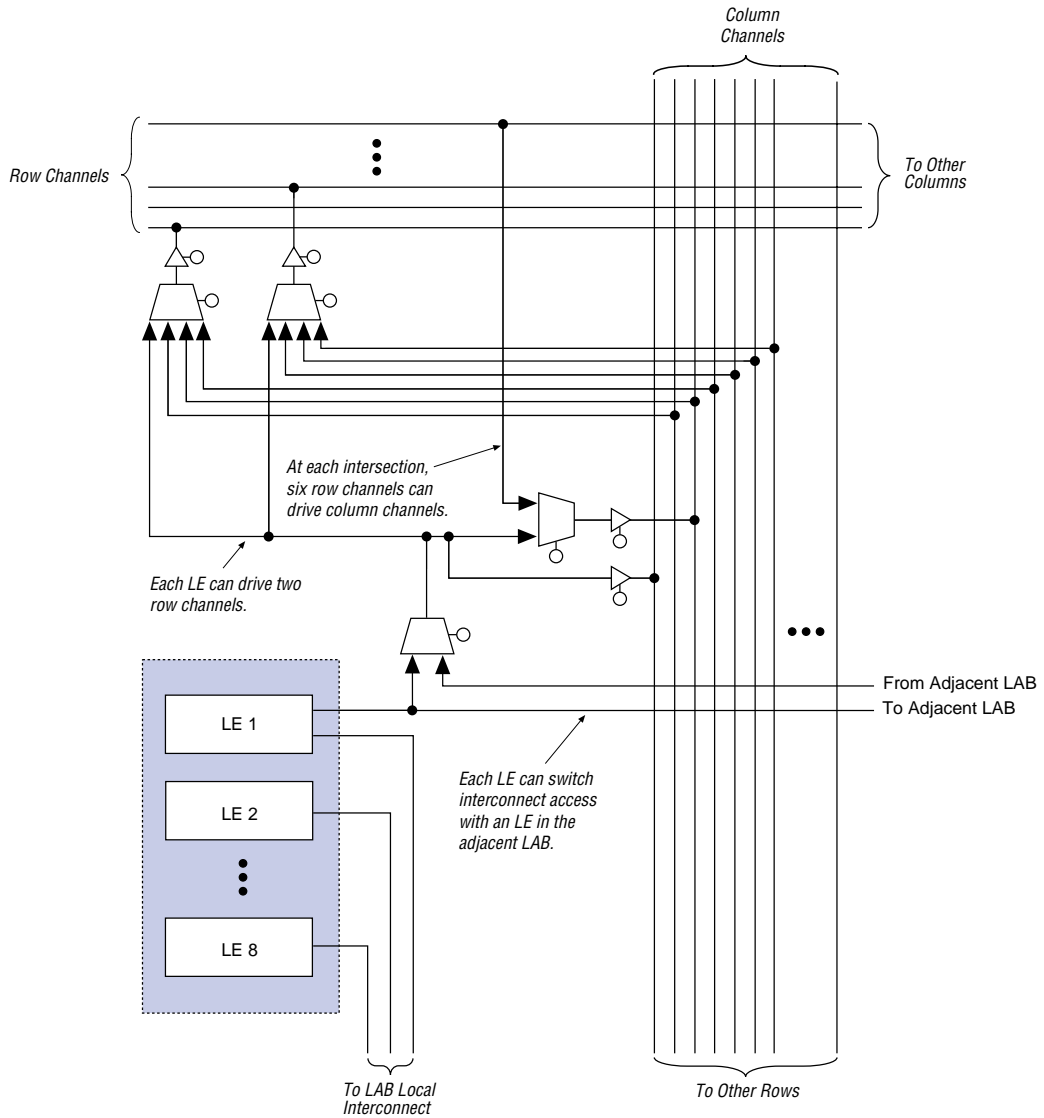 Column
Channels
Row Channels
To Other
Columns
At each intersection,
six row channels can
drive column channels.
Each LE can drive two
row channels.
From Adjacent LAB
To Adjacent LAB
LE 1
Each LE can switch
interconnect access
with an LE in the
adjacent LAB.
LE 2
LE 8
To LAB Local
Interconnect
To Other Rows